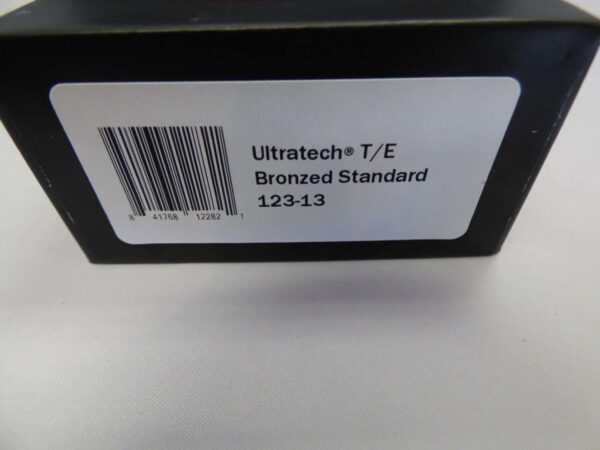 Ultratech® T/E
Bronzed Standard
123-13
8 41768 12282 1